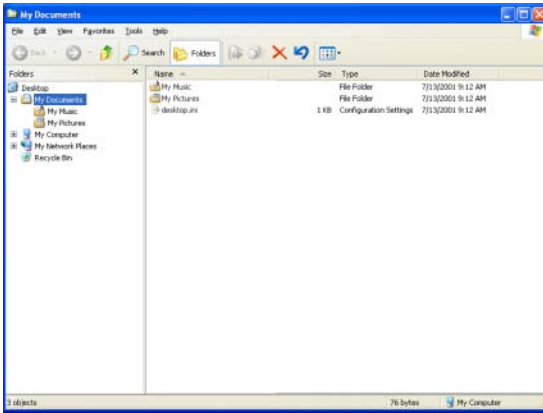 My Documents
File Edit View Favorites Tools Help
Back Search Folders
Folders × Name Size Type Date Modified
Desktop
My Documents
My Music
My Pictures
My Computer
My Network Places
Recycle Bin
My Music File Folder 7/13/2001 9:12 AM
My Pictures File Folder 7/13/2001 9:12 AM
desktop.ini 1 KB Configuration Settings 7/13/2001 9:12 AM
3 objects 76 bytes My Computer